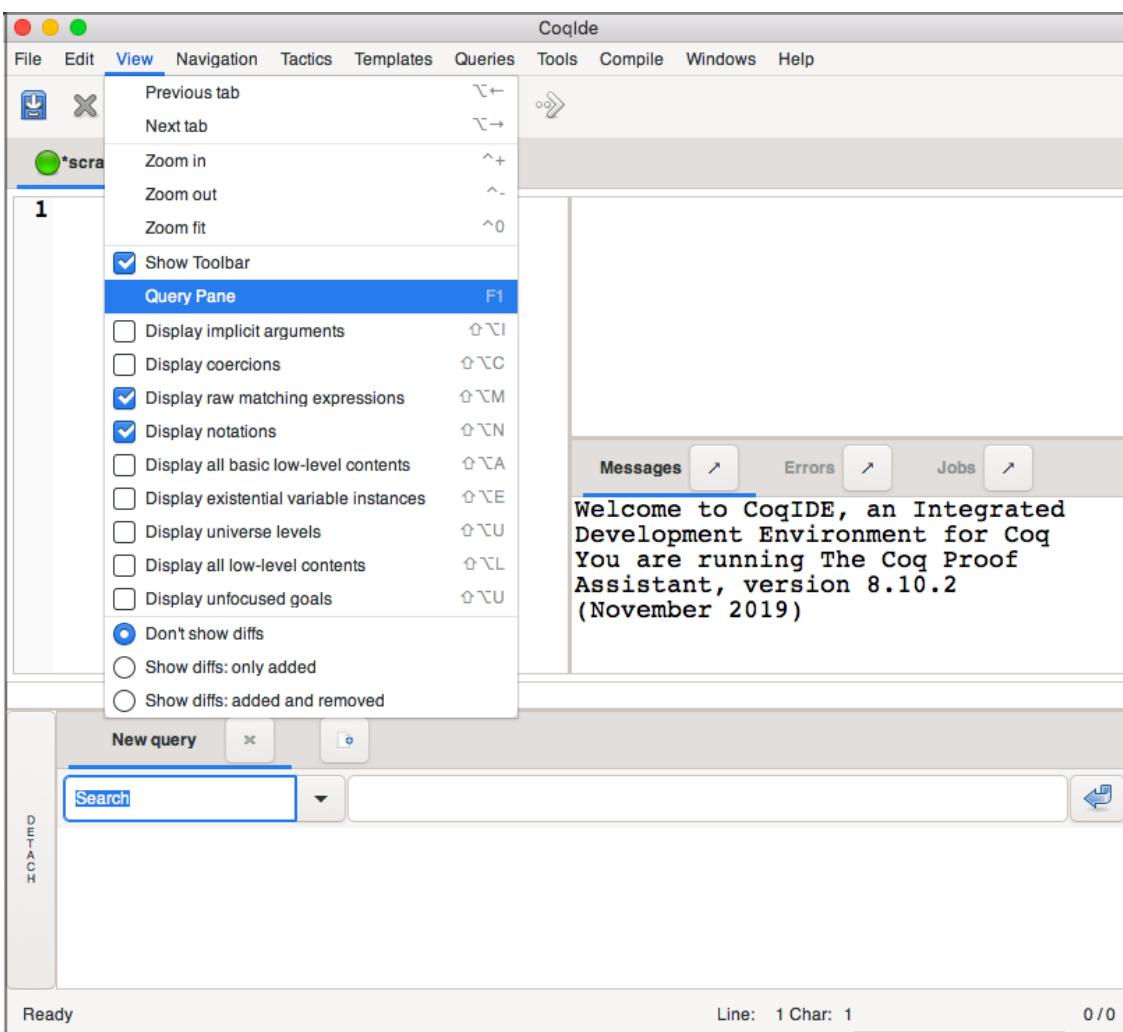 CoqIde
File Edit View Navigation Tactics Templates Queries Tools Compile Windows Help
Previous tab ⌥←
Next tab ⌥→
*scra
Zoom in ^+
Zoom out ^-
Zoom fit ^0
Show Toolbar
Query Pane F1
Display implicit arguments ⇧⌥I
Display coercions ⇧⌥C
Display raw matching expressions ⇧⌥M
Display notations ⇧⌥N
Display all basic low-level contents ⇧⌥A
Display existential variable instances ⇧⌥E
Display universe levels ⇧⌥U
Display all low-level contents ⇧⌥L
Display unfocused goals ⇧⌥U
Don't show diffs
Show diffs: only added
Show diffs: added and removed
1
Messages Errors Jobs
Welcome to CoqIDE, an Integrated
Development Environment for Coq
You are running The Coq Proof
Assistant, version 8.10.2
(November 2019)
New query
Search
DETACH
Ready Line: 1 Char: 1 0 / 0